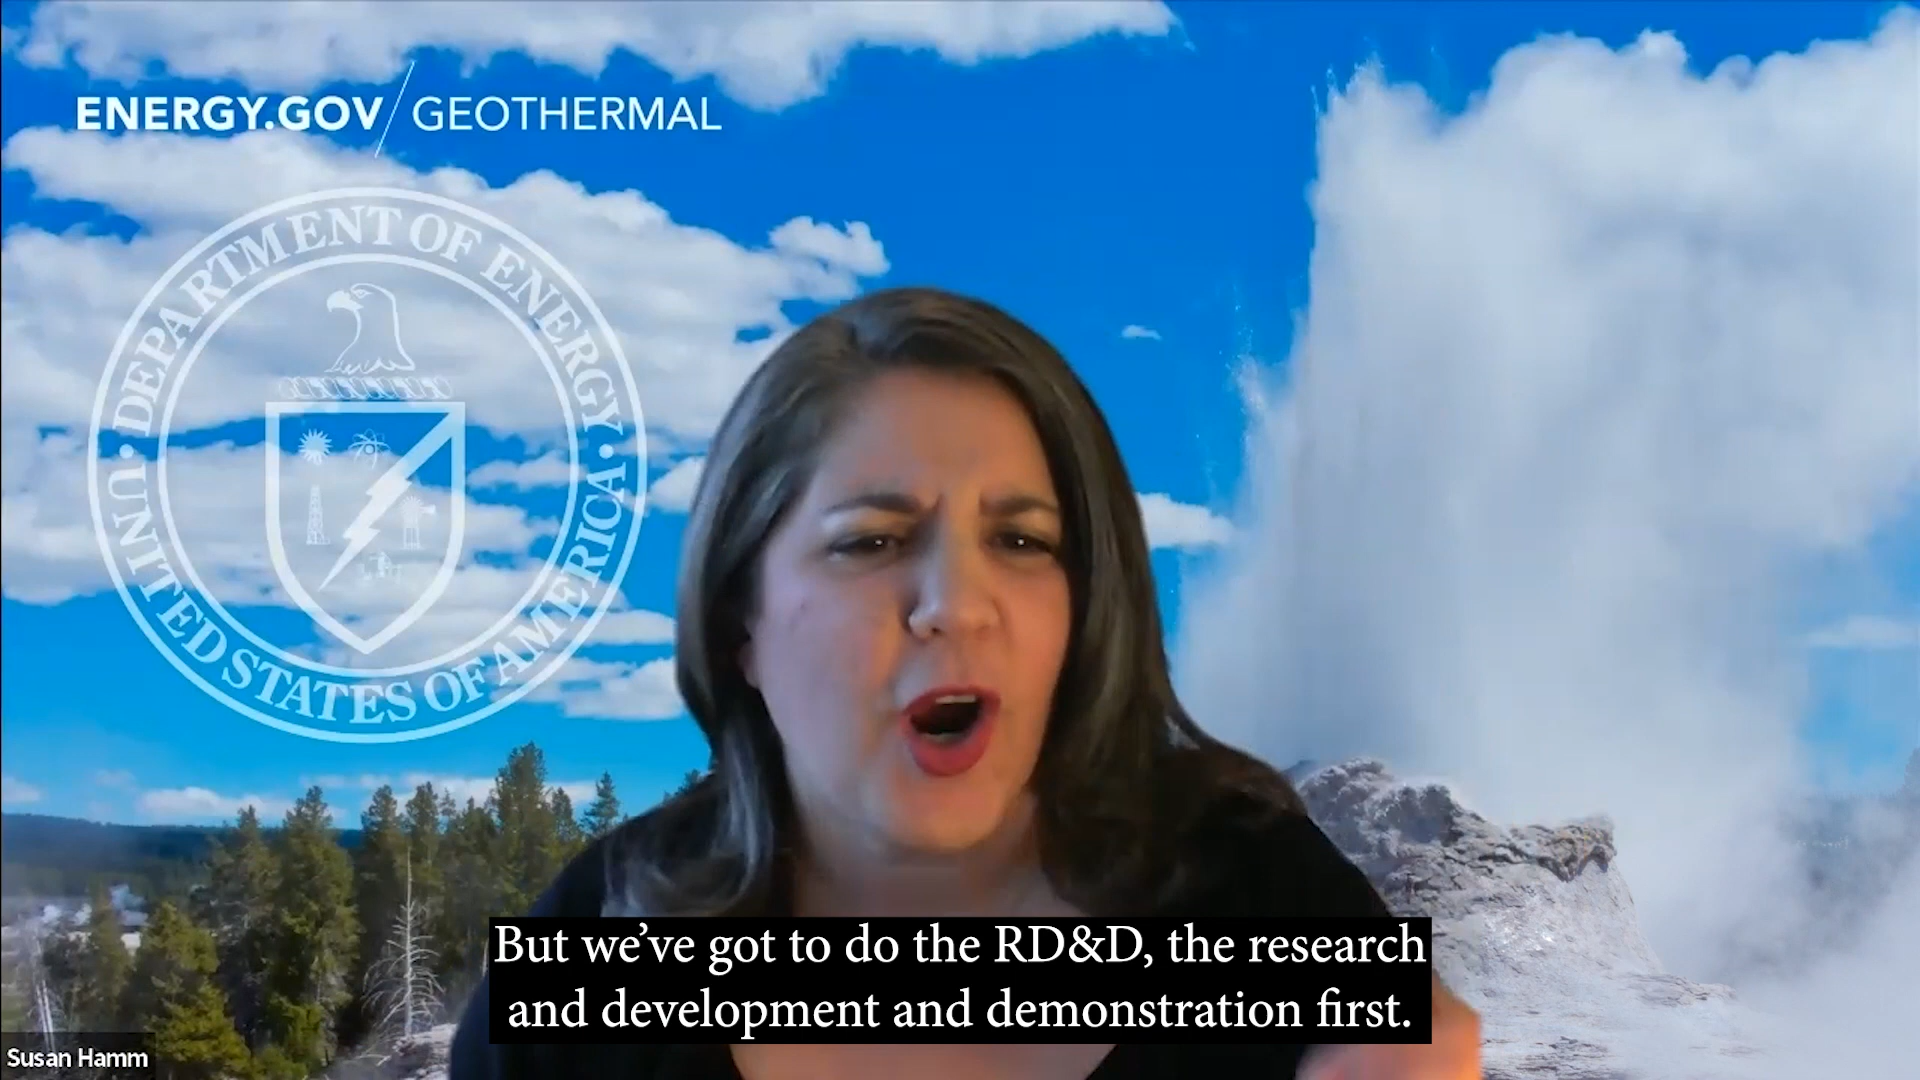 ENERGY.GOV/GEOTHERMAL
DEPARTMENT OF ENERGY
UNITED STATES OF AMERICA
But we’ve got to do the RD&D, the research
and development and demonstration first.
Susan Hamm